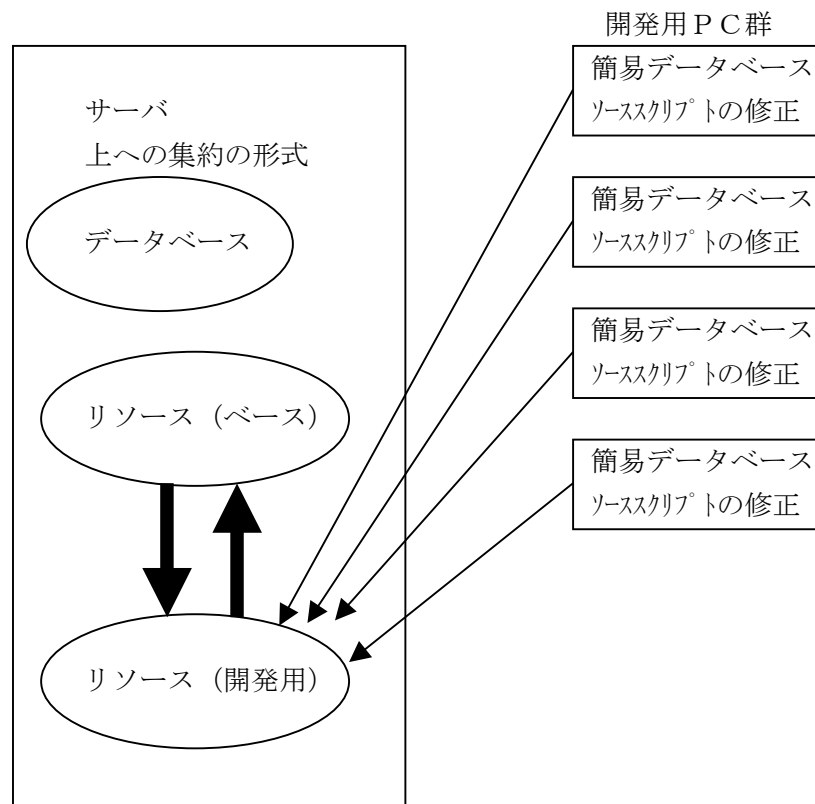 開発用ＰＣ群
サーバ
上への集約の形式
データベース
リソース（ベース）
リソース（開発用）
簡易データベース
ｿｰｽｽｸﾘﾌﾟﾄの修正
簡易データベース
ｿｰｽｽｸﾘﾌﾟﾄの修正
簡易データベース
ｿｰｽｽｸﾘﾌﾟﾄの修正
簡易データベース
ｿｰｽｽｸﾘﾌﾟﾄの修正